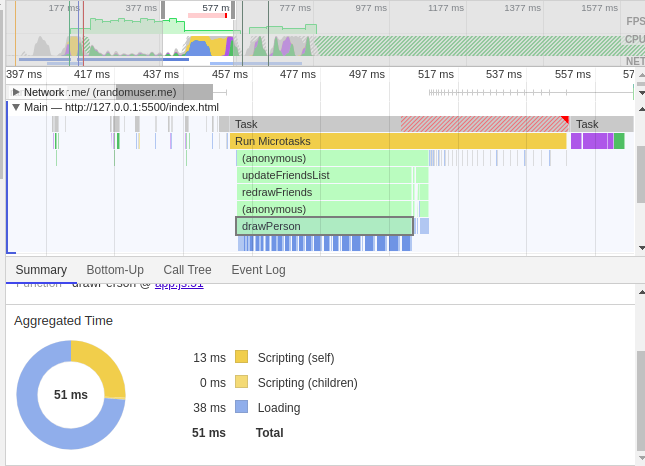 177 ms 377 ms 577 m 777 ms 977 ms 1177 ms 1377 ms 1577 ms
FPS
CPU
NET
397 ms 417 ms 437 ms 457 ms 477 ms 497 ms 517 ms 537 ms 557 ms 57
Network :.me/ (randomuser.me)
Main — http://127.0.0.1:5500/index.html
Task Task
Run Microtasks
(anonymous)
updateFriendsList
redrawFriends
(anonymous)
drawPerson
Summary Bottom-Up Call Tree Event Log
Function drawPerson @ app.js:51
Aggregated Time
13 ms Scripting (self)
0 ms Scripting (children)
51 ms
38 ms Loading
51 ms Total